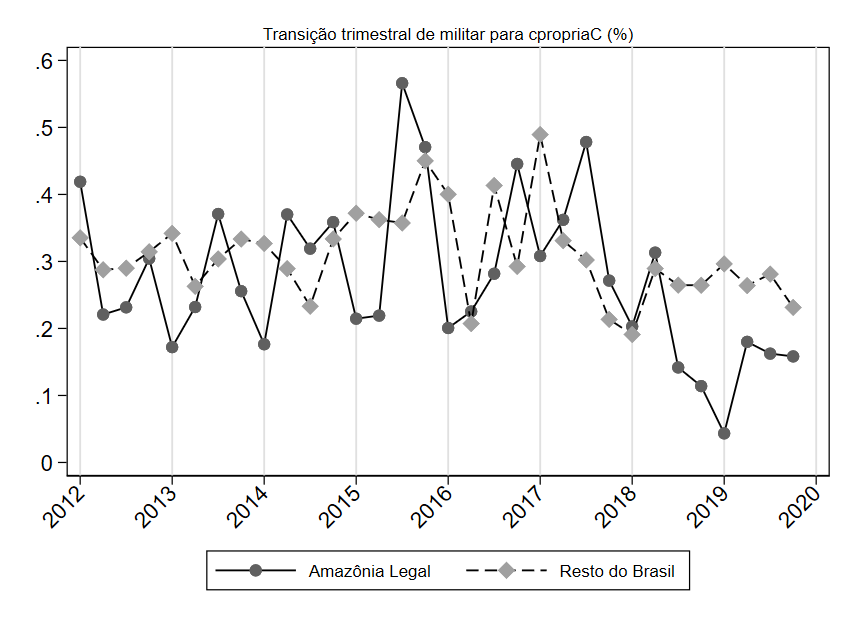 Transição trimestral de militar para cpropriaC (%)
.6
.5
.4
.3
.2
.1
0
2012 2013 2014 2015 2016 2017 2018 2019 2020
Amazônia Legal Resto do Brasil